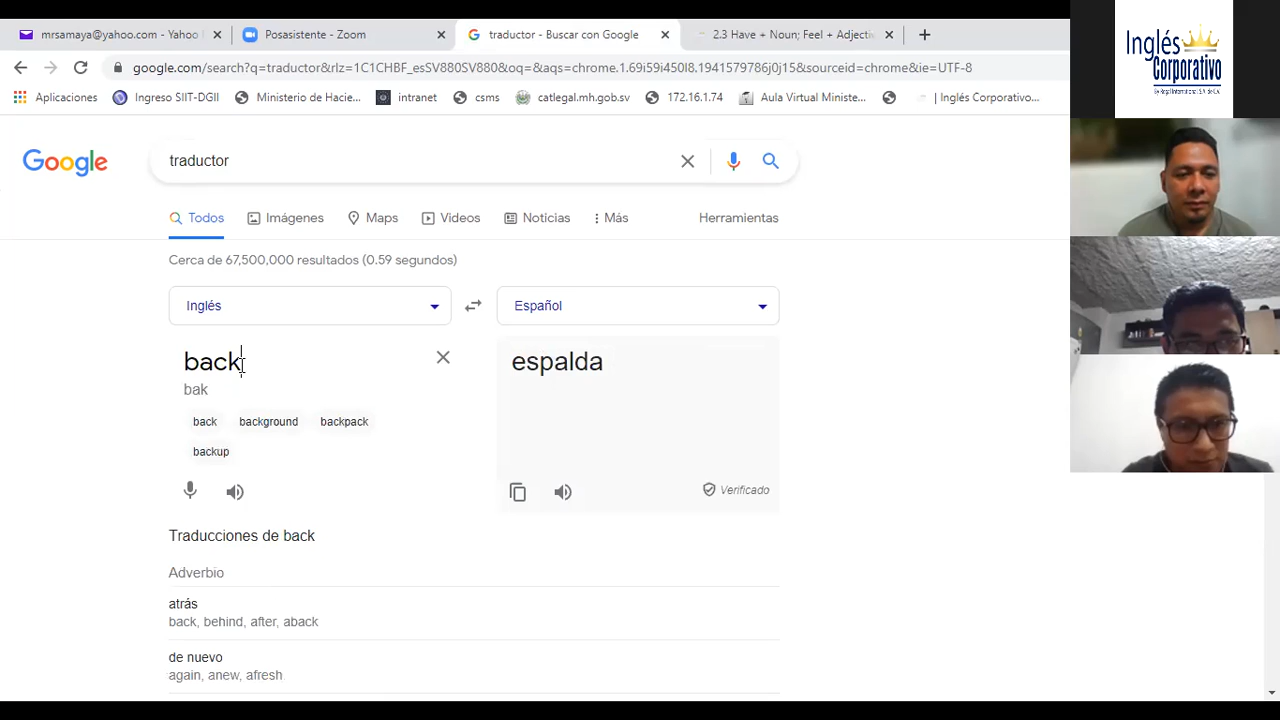 mrsamaya@yahoo.com - Yahoo
Posasistente - Zoom
traductor - Buscar con Google
2.3 Have + Noun; Feel + Adjectiv
google.com/search?q=traductor&rlz=1C1CHBF_esSV880SV880&oq=&aqs=chrome.1.69i59i450l8.1941579786j0j15&sourceid=chrome&ie=UTF-8
Aplicaciones
Ingreso SIIT-DGII
Ministerio de Hacie...
intranet
csms
catlegal.mh.gob.sv
172.16.1.74
Aula Virtual Ministe...
| Inglés Corporativo...
Inglés
Corporativo
Google
traductor
Todos
Imágenes
Maps
Videos
Noticias
Más
Herramientas
Cerca de 67,500,000 resultados (0.59 segundos)
Inglés
Español
back
espalda
bak
back background backpack
backup
Verificado
Traducciones de back
Adverbio
atrás
back, behind, after, aback
de nuevo
again, anew, afresh